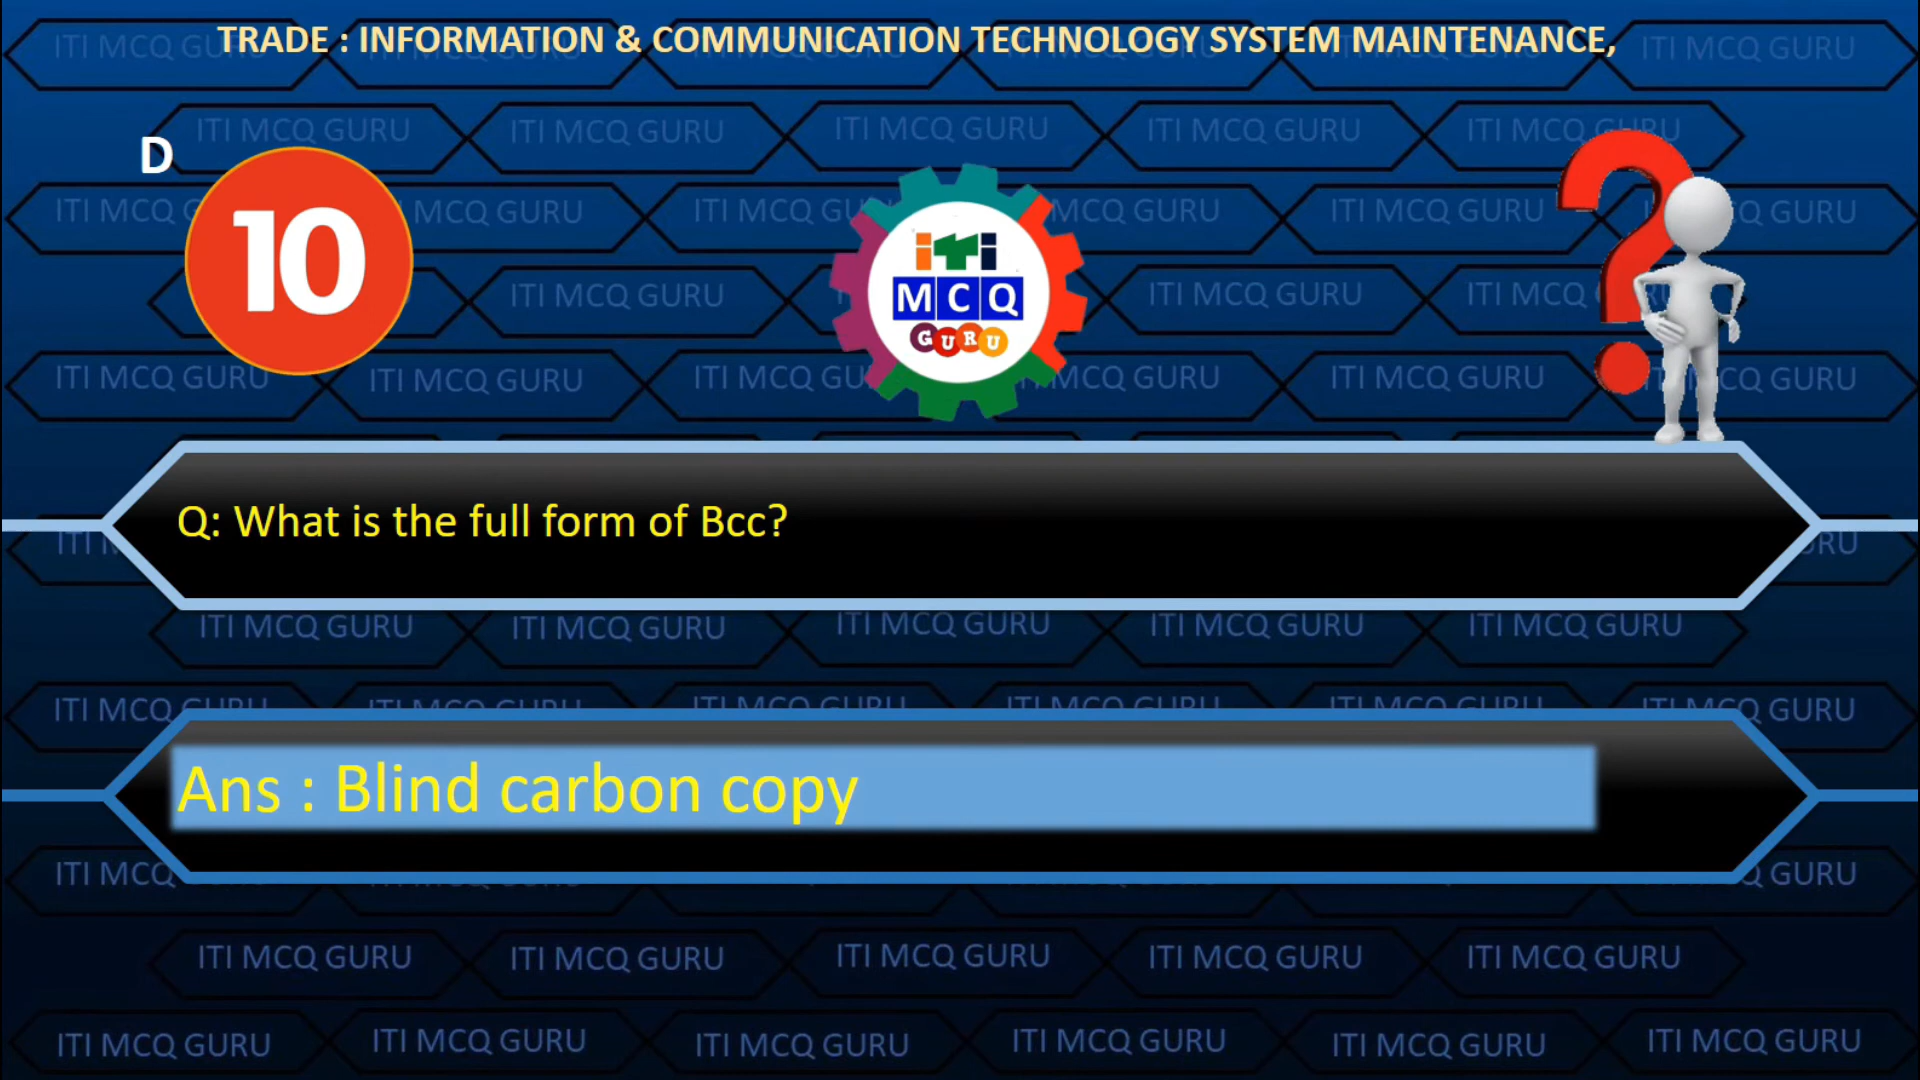 TRADE : INFORMATION & COMMUNICATION TECHNOLOGY SYSTEM MAINTENANCE,
D
10
iTi
MCQ
GURU
Q: What is the full form of Bcc?
Ans : Blind carbon copy
ITI MCQ GURU